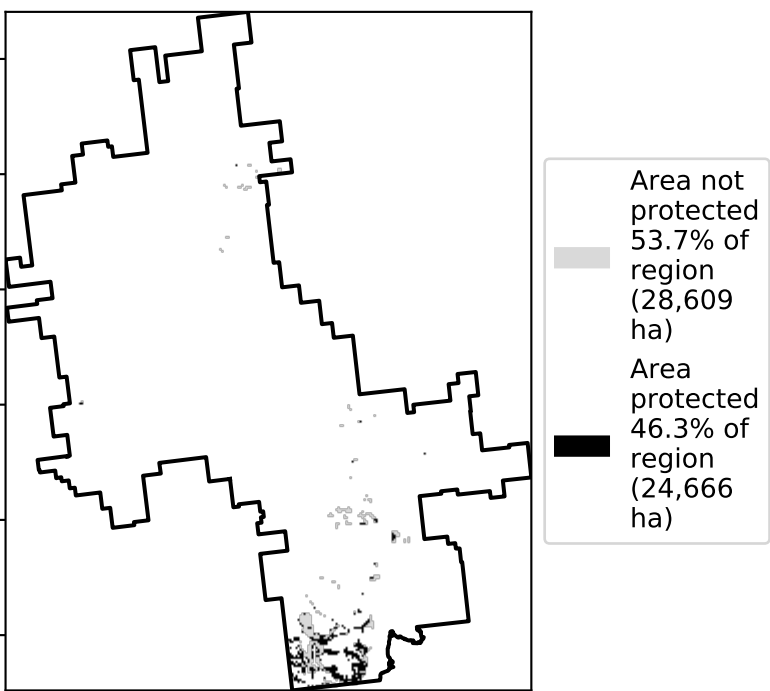 Area not
protected
53.7% of
region
(28,609
ha)
Area
protected
46.3% of
region
(24,666
ha)